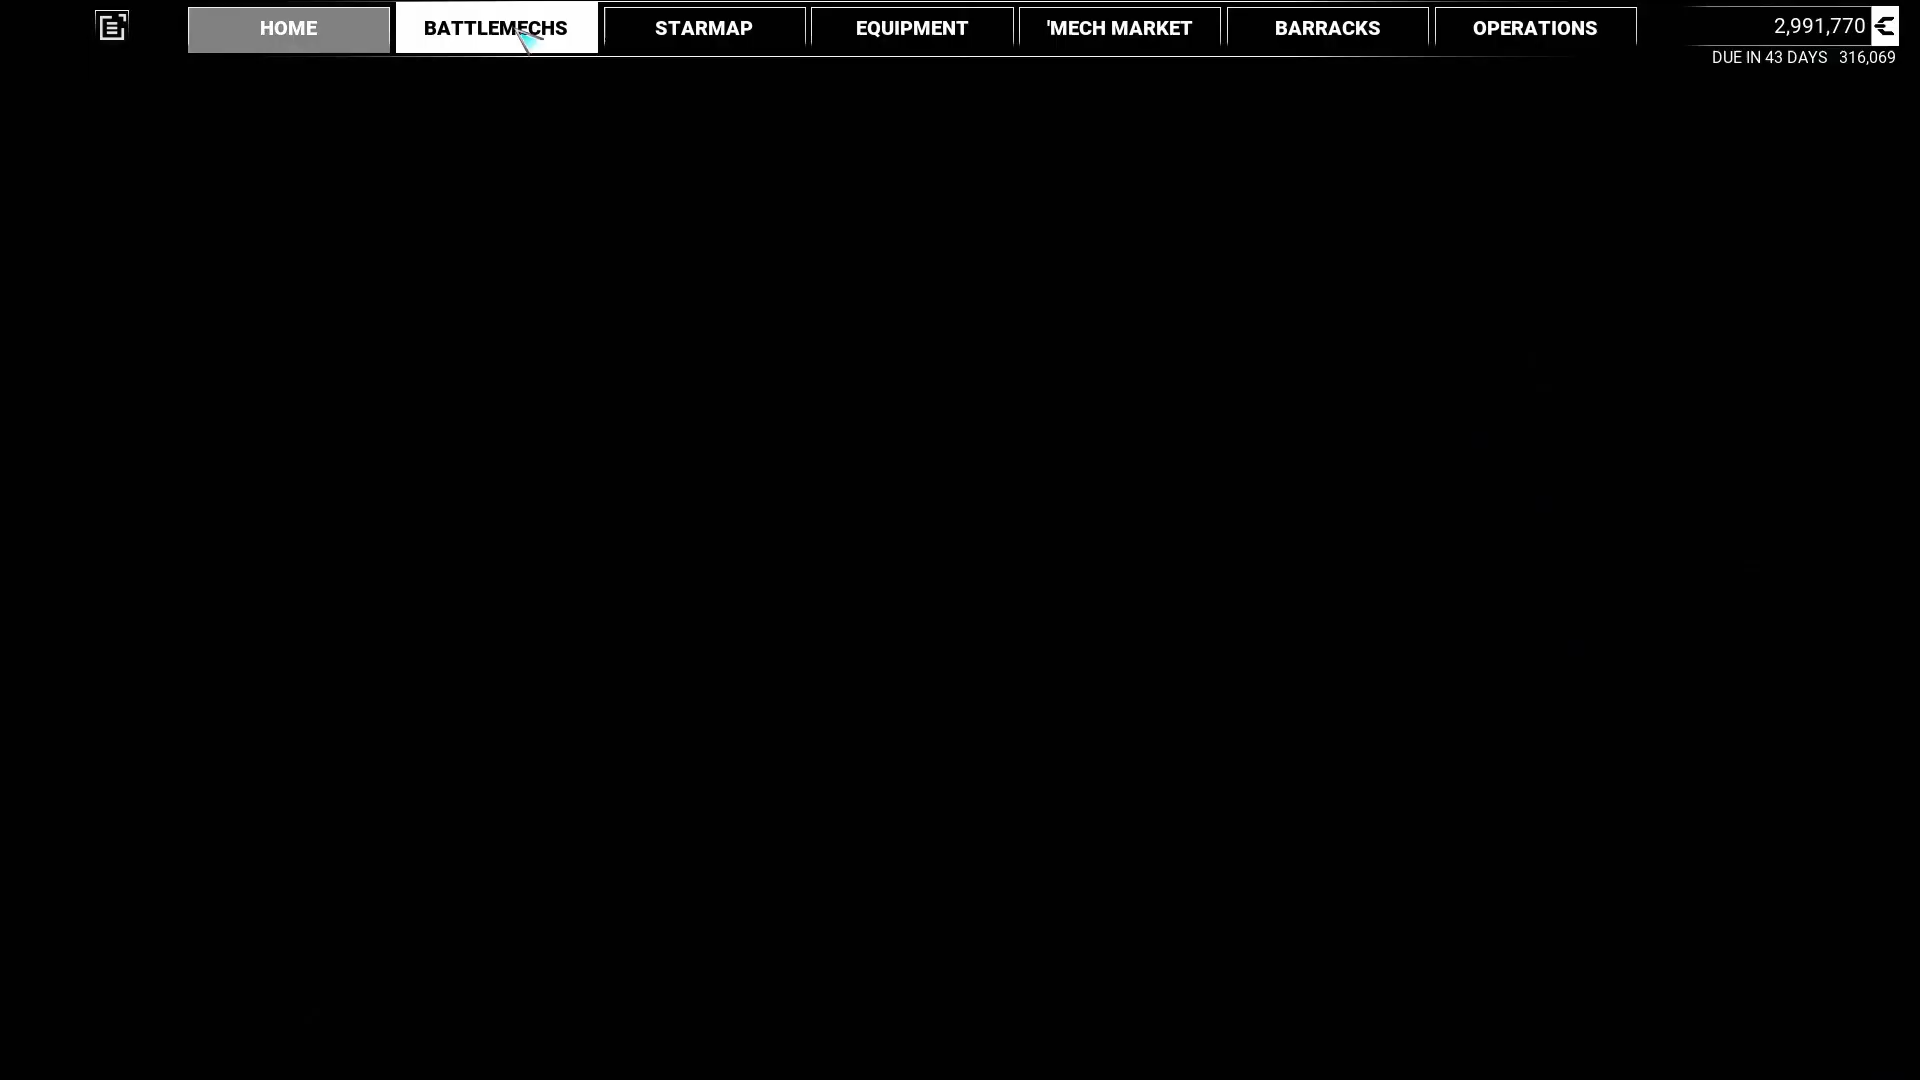 HOME
BATTLEMECHS
STARMAP
EQUIPMENT
'MECH MARKET
BARRACKS
OPERATIONS
2,991,770
DUE IN 43 DAYS 316,069